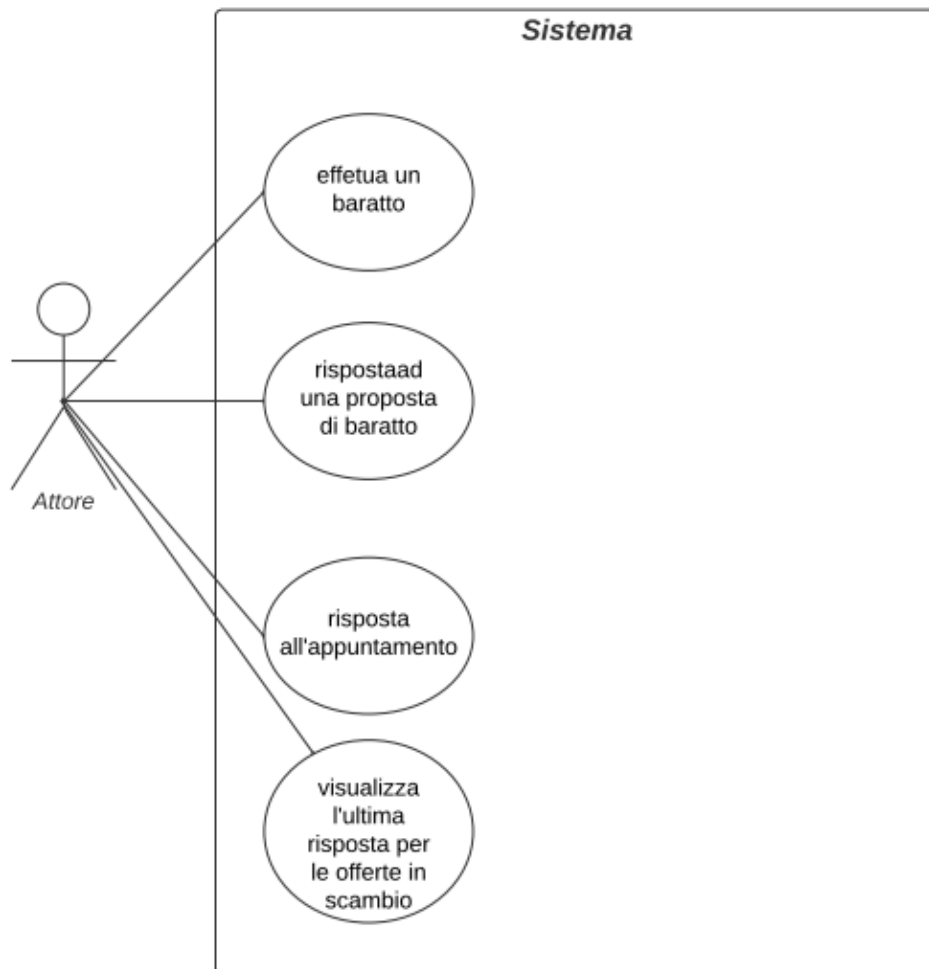 Sistema
effetua un
baratto
rispostaad
una proposta
di baratto
Attore
risposta
all'appuntamento
visualizza
l'ultima
risposta per
le offerte in
scambio